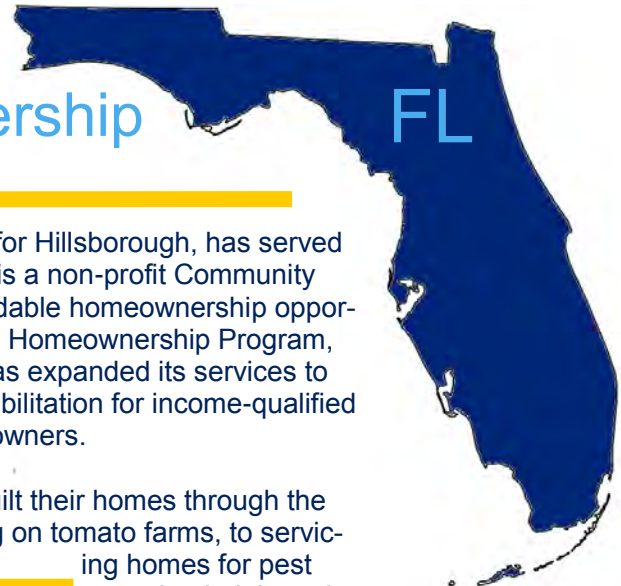 ership
FL
for Hillsborough, has served
is a non-profit Community
dable homeownership oppor-
Homeownership Program,
as expanded its services to
bilitation for income-qualified
owners.
ilt their homes through the
g on tomato farms, to servic-
ing homes for pest